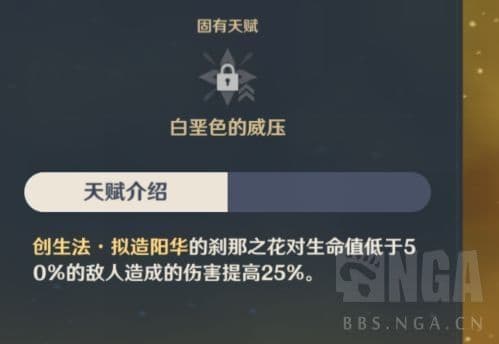 固有天赋
白垩色的威压
天赋介绍
创生法·拟造阳华的刹那之花对生命值低于5
0%的敌人造成的伤害提高25%。
NGA
BBS.NGA.CN